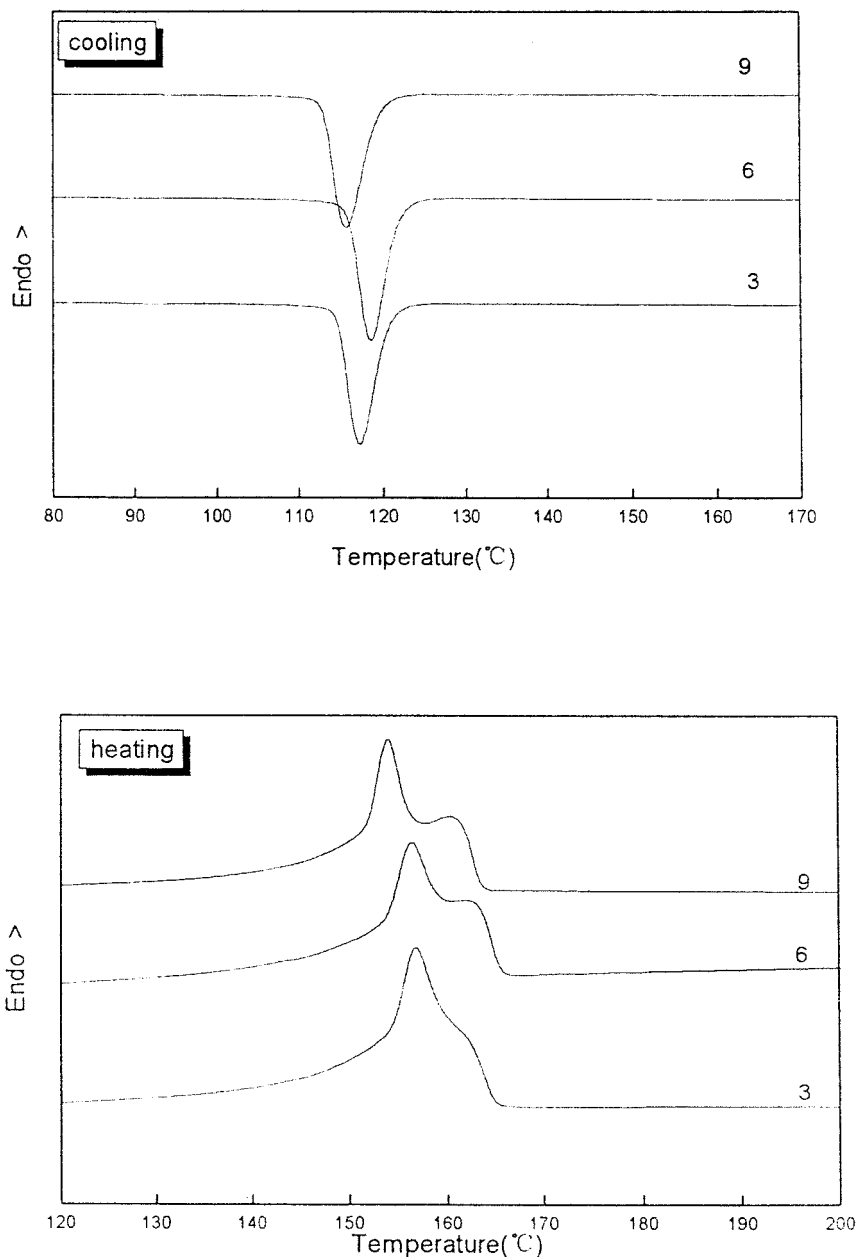 cooling
9
6
3
Endo >
80 90 100 110 120 130 140 150 160 170
Temperature(℃)
heating
9
6
3
Endo >
120 130 140 150 160 170 180 190 200
Temperature(℃)